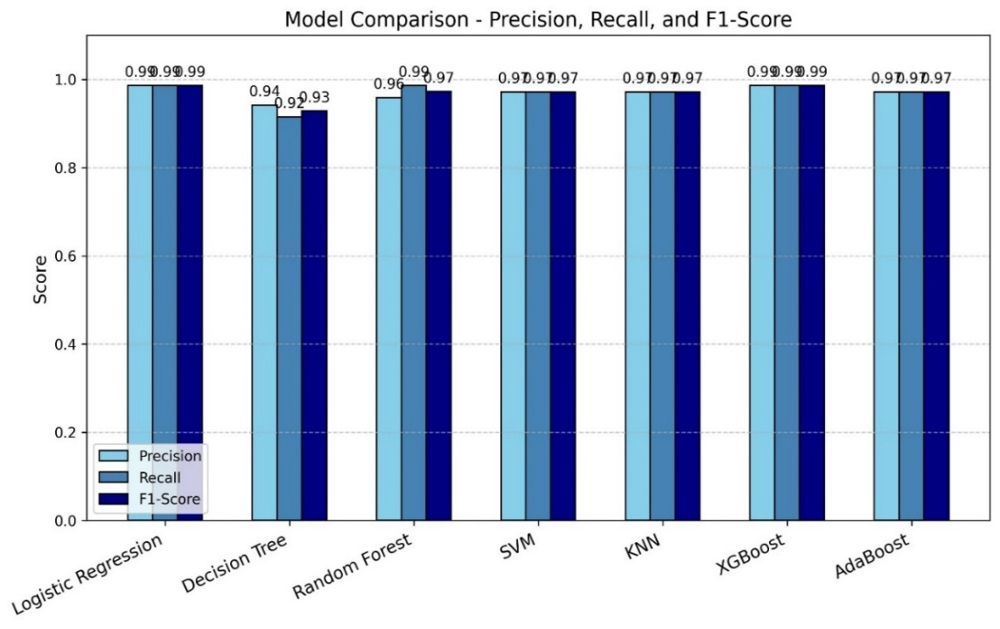 Model Comparison - Precision, Recall, and F1-Score
0.99 0.99 0.99 0.94 0.92 0.93 0.96 0.99 0.97 0.97 0.97 0.97 0.97 0.97 0.97 0.99 0.99 0.99 0.97 0.97 0.97
1.0
0.8
0.6
0.4
0.2
0.0
Score
Precision
Recall
F1-Score
Logistic Regression
Decision Tree
Random Forest
SVM
KNN
XGBoost
AdaBoost